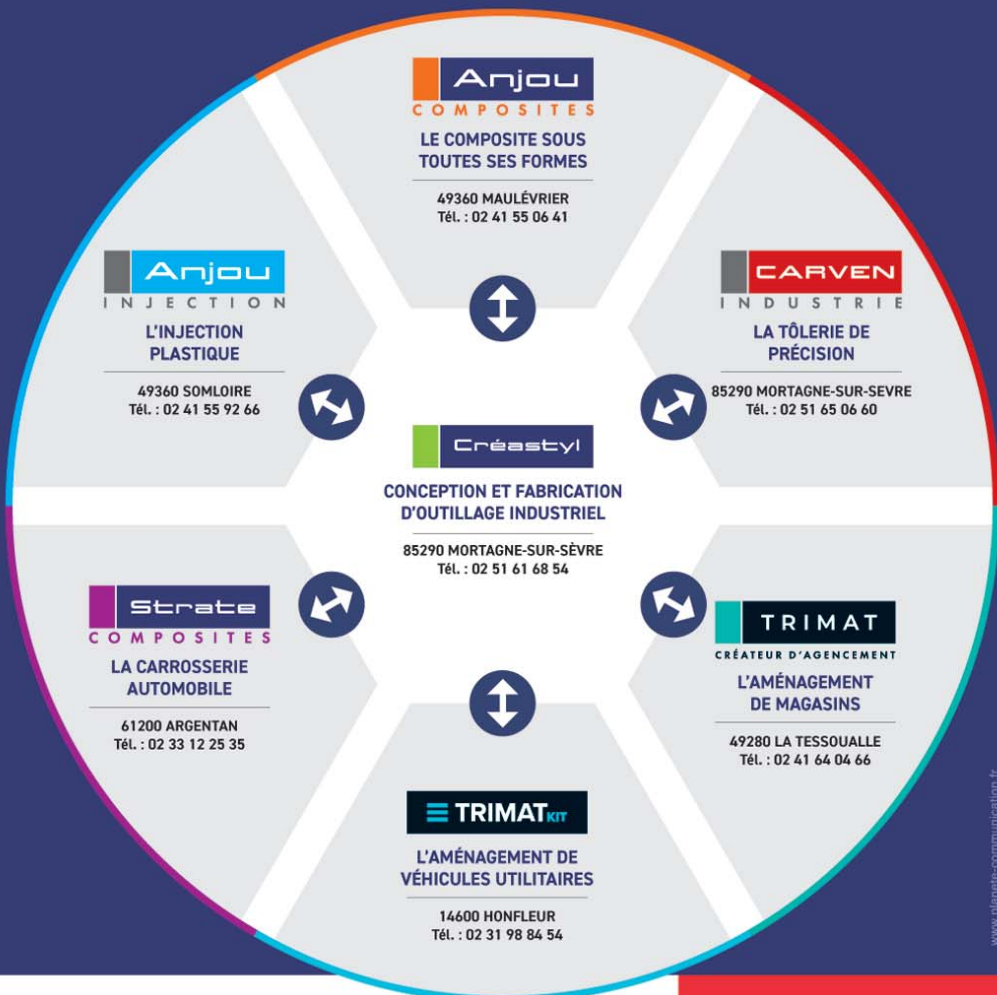 Anjou
COMPOSITES
LE COMPOSITE SOUS
TOUTES SES FORMES
49360 MAULÉVRIER
Tél. : 02 41 55 06 41
Anjou
INJECTION
L'INJECTION
PLASTIQUE
49360 SOMLOIRE
Tél. : 02 41 55 92 66
CARVEN
INDUSTRIE
LA TÔLERIE DE
PRÉCISION
85290 MORTAGNE-SUR-SEVRE
Tél. : 02 51 65 06 60
Créastyl
CONCEPTION ET FABRICATION
D'OUTILLAGE INDUSTRIEL
85290 MORTAGNE-SUR-SÈVRE
Tél. : 02 51 61 68 54
Strate
COMPOSITES
LA CARROSSERIE
AUTOMOBILE
61200 ARGENTAN
Tél. : 02 33 12 25 35
TRIMAT
CRÉATEUR D'AGENCEMENT
L'AMÉNAGEMENT
DE MAGASINS
49280 LA TESSOUALLE
Tél. : 02 41 64 04 66
TRIMAT KIT
L'AMÉNAGEMENT DE
VÉHICULES UTILITAIRES
14600 HONFLEUR
Tél. : 02 31 98 84 54
www.planete-communication.fr